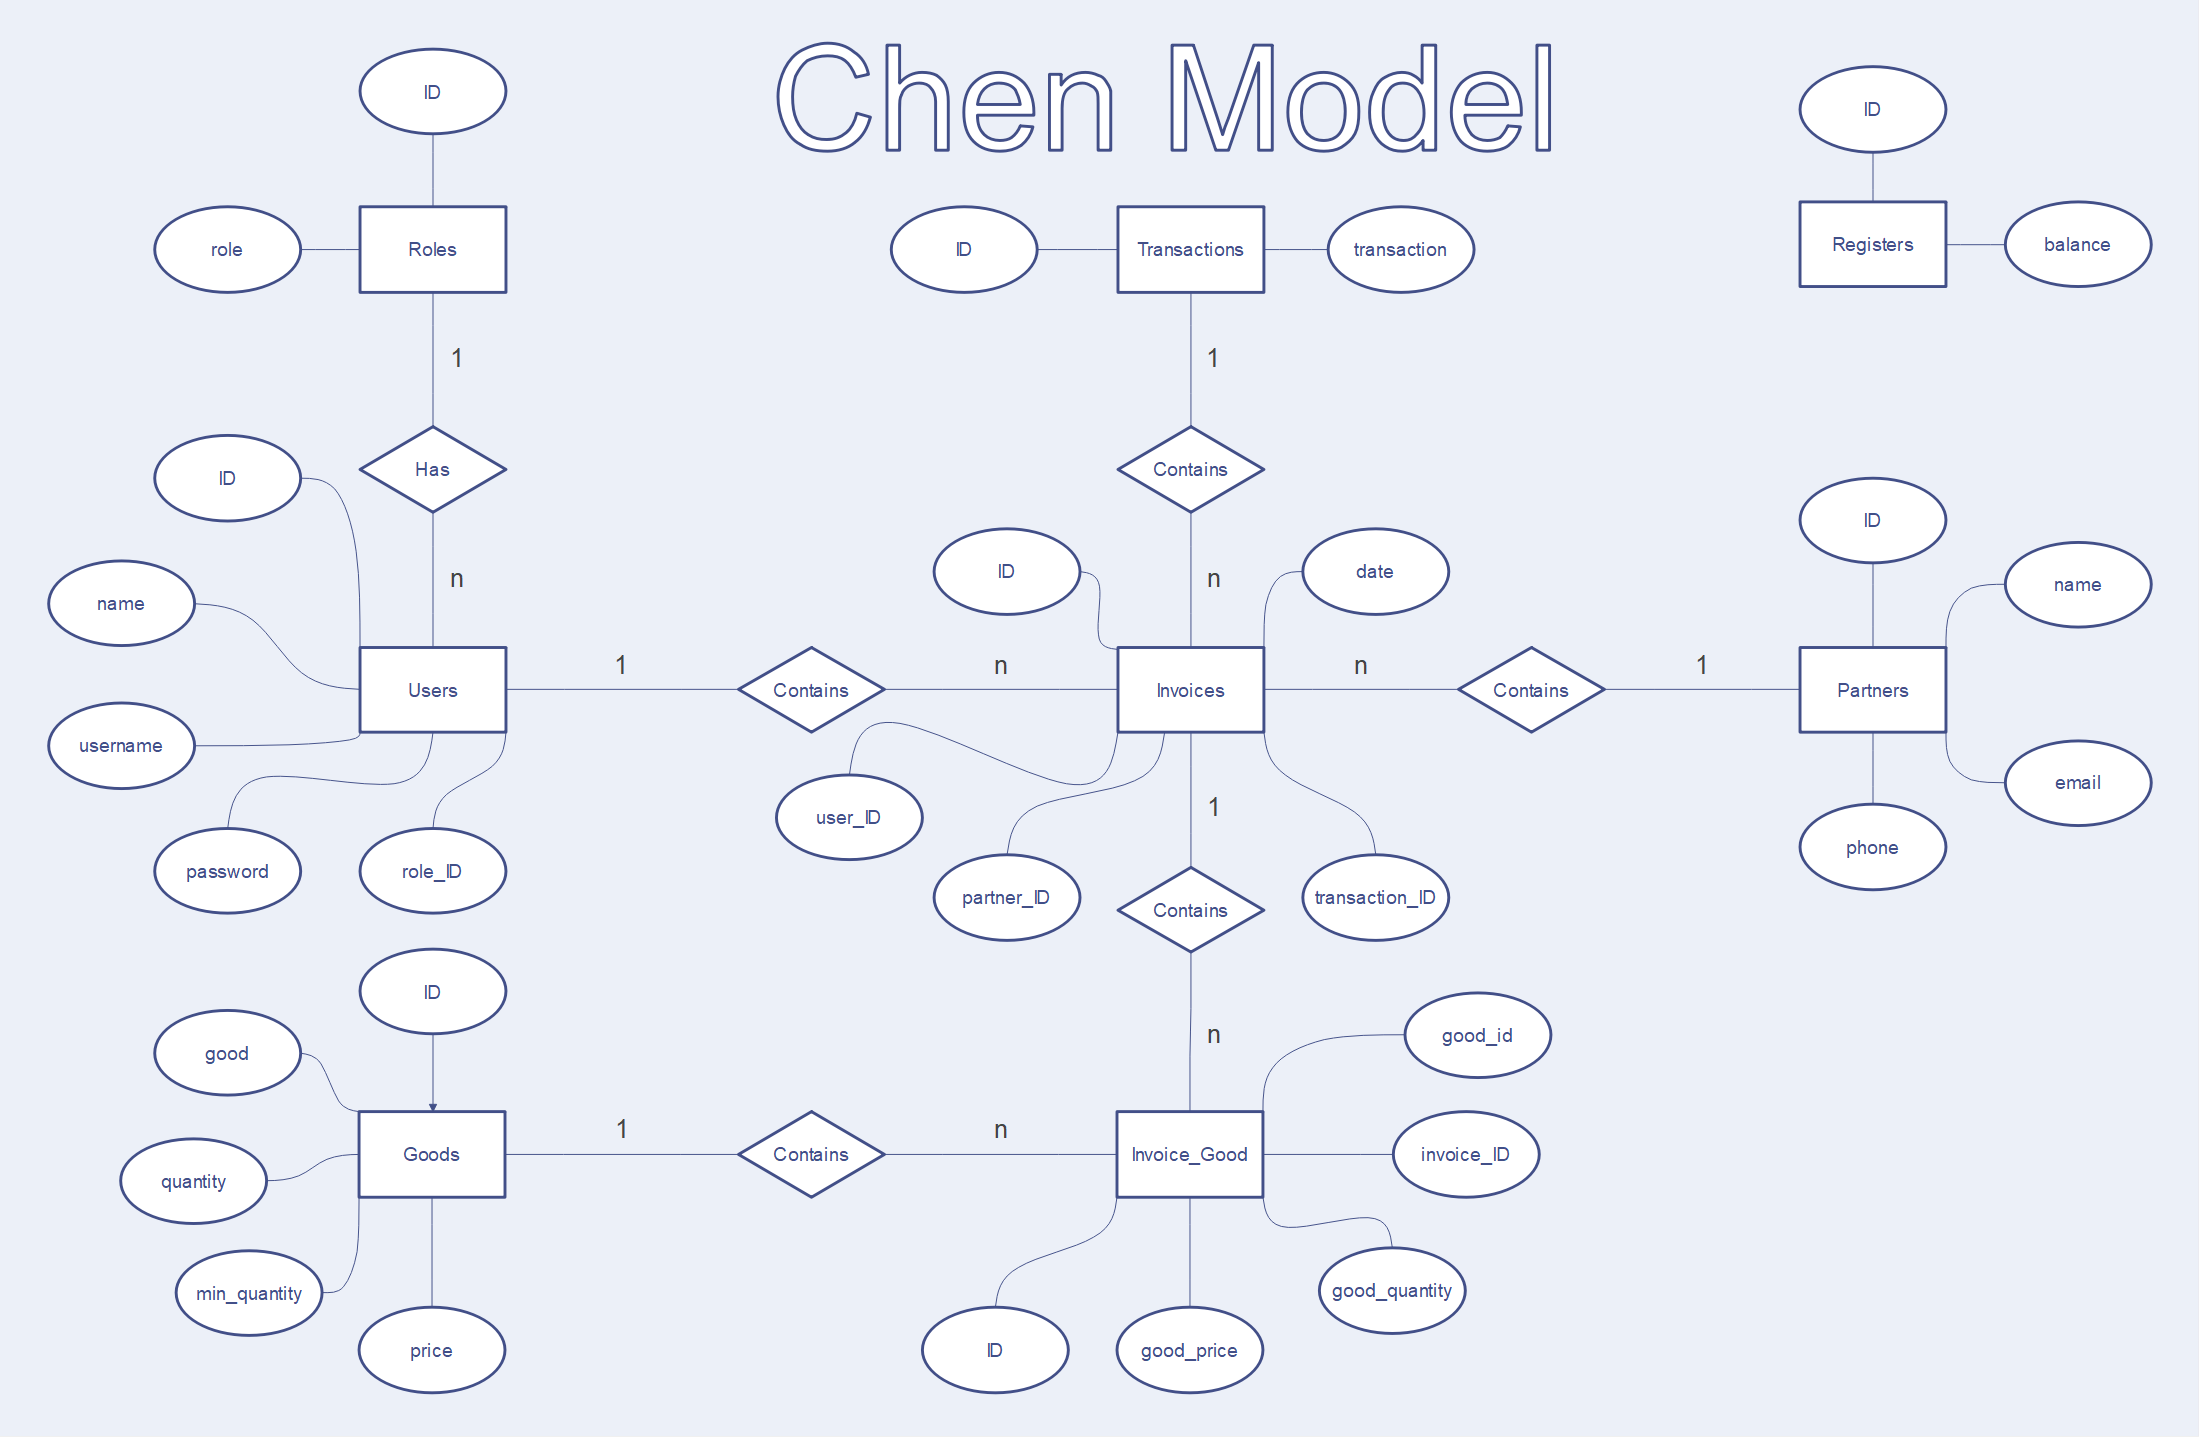 Chen Model
ID
ID
role
Roles
ID
Transactions
transaction
Registers
balance
1
1
Has
Contains
ID
ID
n
n
ID
date
name
name
1
n
n
1
Users
Contains
Invoices
Contains
Partners
username
email
1
user_ID
phone
password
role_ID
partner_ID
transaction_ID
Contains
ID
n
good_id
good
1
n
Goods
Contains
Invoice_Good
invoice_ID
quantity
min_quantity
good_quantity
price
ID
good_price